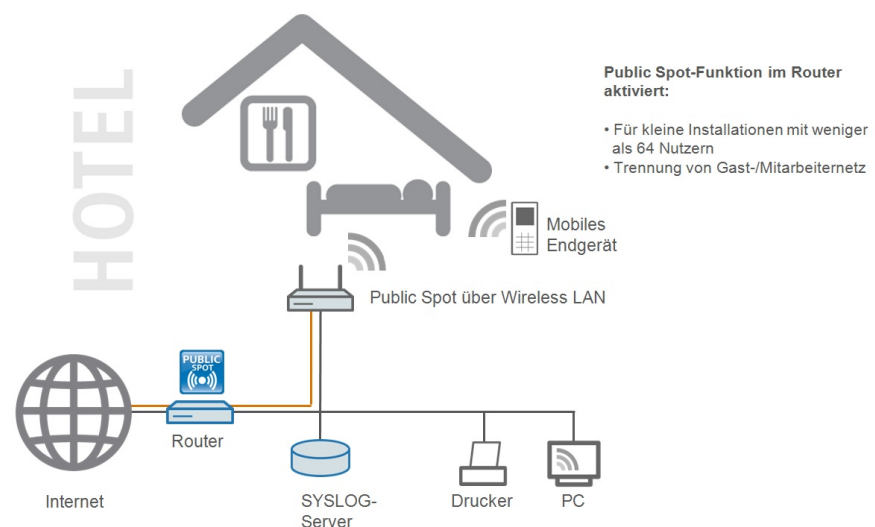 HOTEL
Public Spot-Funktion im Router
aktiviert:
• Für kleine Installationen mit weniger
als 64 Nutzern
• Trennung von Gast-/Mitarbeiternetz
Mobiles
Endgerät
Public Spot über Wireless LAN
PUBLIC
SPOT
Router
Internet
SYSLOG-
Server
Drucker
PC